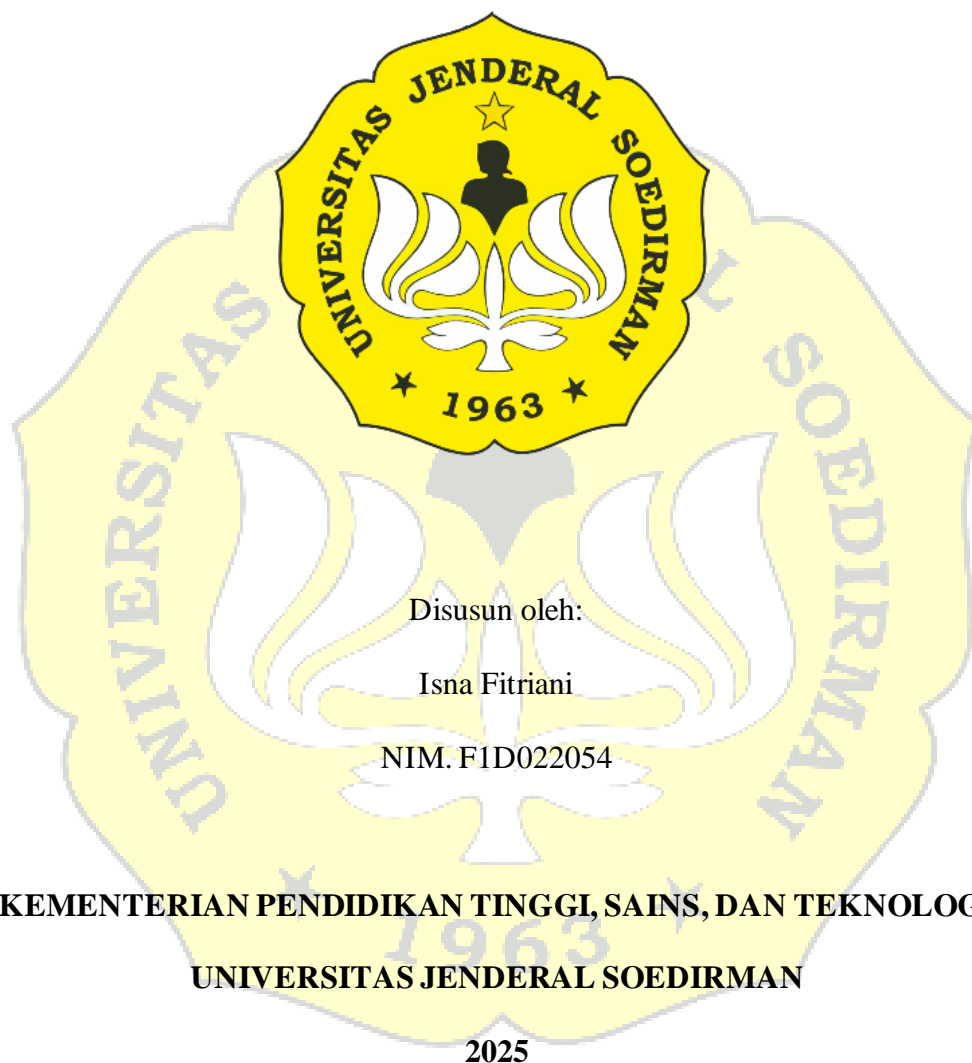 UNIVERSITAS JENDERAL SOEDIRMAN
1963
Disusun oleh:
Isna Fitriani
NIM. F1D022054
KEMENTERIAN PENDIDIKAN TINGGI, SAINS, DAN TEKNOLOG
UNIVERSITAS JENDERAL SOEDIRMAN
2025